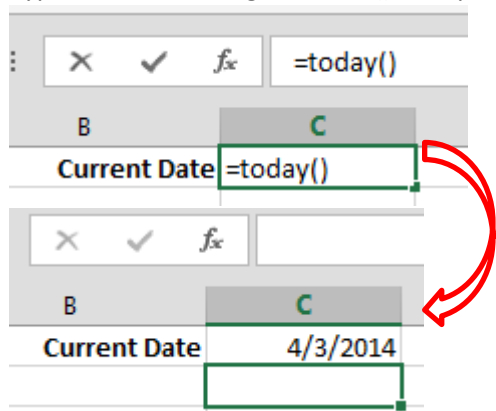 fx =today()
B C
Current Date =today()
fx
B C
Current Date 4/3/2014